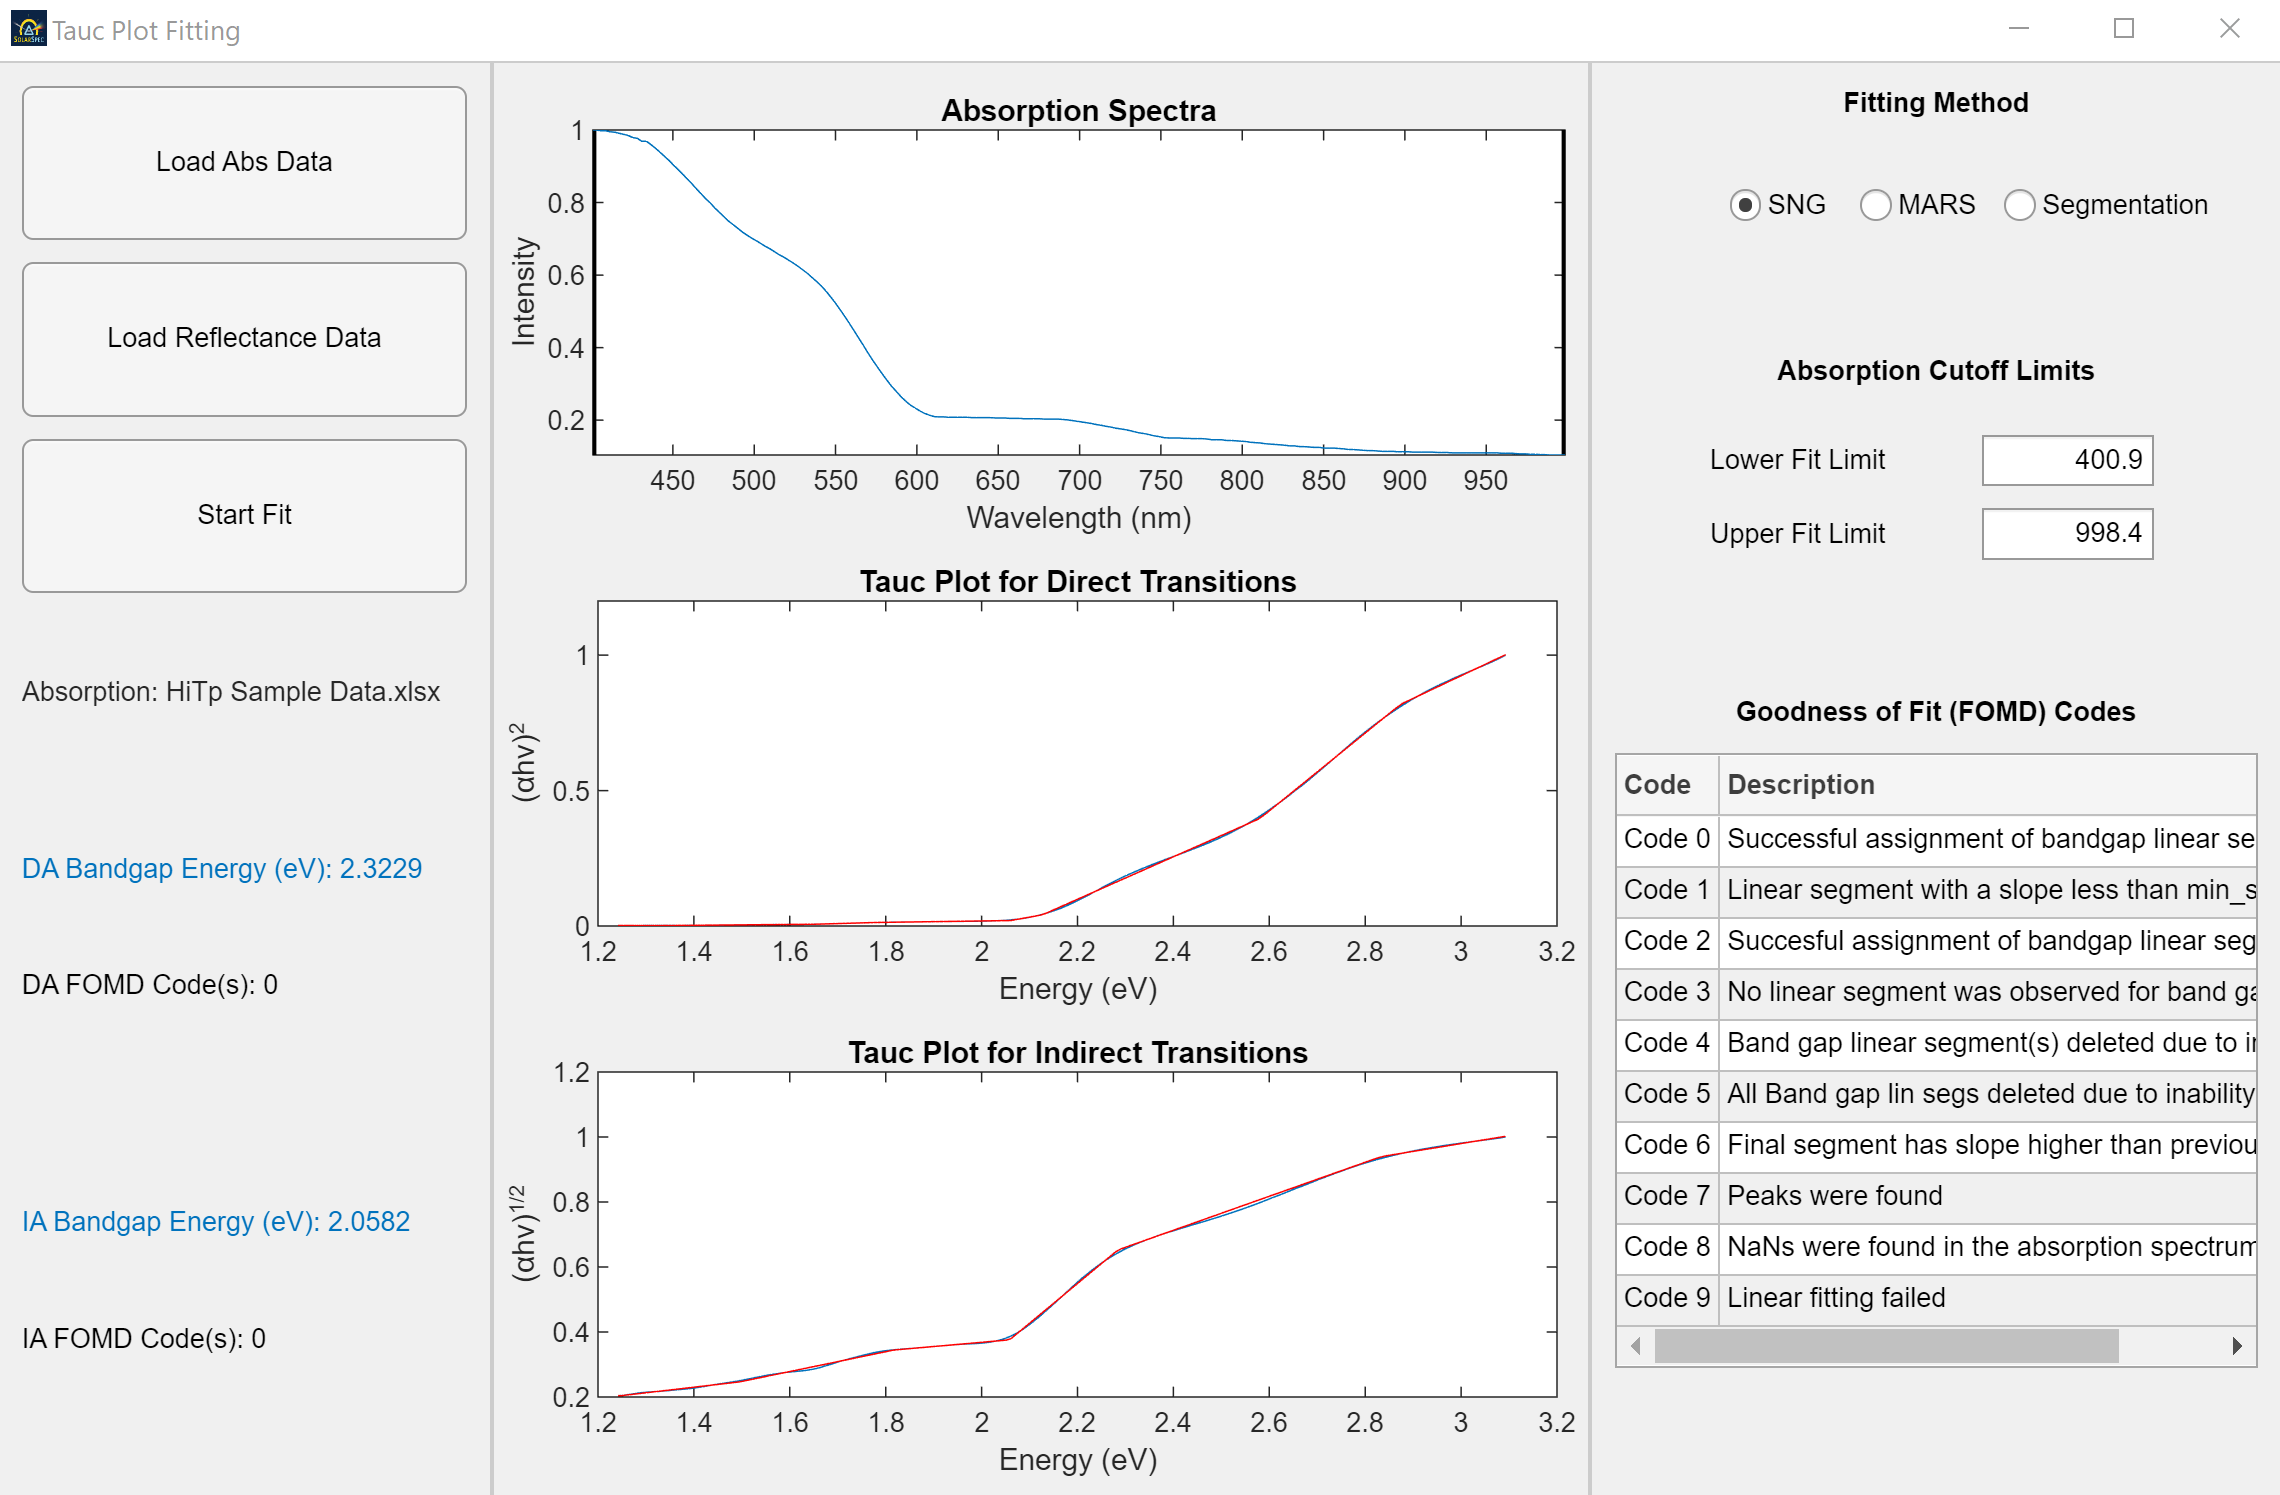 SOLARSPEC
Tauc Plot Fitting
Load Abs Data
Load Reflectance Data
Start Fit
Absorption: HiTp Sample Data.xlsx
DA Bandgap Energy (eV): 2.3229
DA FOMD Code(s): 0
IA Bandgap Energy (eV): 2.0582
IA FOMD Code(s): 0
Absorption Spectra
1
0.8
0.6
0.4
0.2
Intensity
450 500 550 600 650 700 750 800 850 900 950
Wavelength (nm)
Tauc Plot for Direct Transitions
1
0.5
0
(αhν)²
1.2 1.4 1.6 1.8 2 2.2 2.4 2.6 2.8 3 3.2
Energy (eV)
Tauc Plot for Indirect Transitions
1.2
1
0.8
0.6
0.4
0.2
(αhν)^1/2
1.2 1.4 1.6 1.8 2 2.2 2.4 2.6 2.8 3 3.2
Energy (eV)
Fitting Method
SNG MARS Segmentation
Absorption Cutoff Limits
Lower Fit Limit 400.9
Upper Fit Limit 998.4
Goodness of Fit (FOMD) Codes
Code Description
Code 0 Successful assignment of bandgap linear se
Code 1 Linear segment with a slope less than min_s
Code 2 Succesful assignment of bandgap linear seg
Code 3 No linear segment was observed for band ga
Code 4 Band gap linear segment(s) deleted due to
Code 5 All Band gap lin segs deleted due to inability
Code 6 Final segment has slope higher than previou
Code 7 Peaks were found
Code 8 NaNs were found in the absorption spectrum
Code 9 Linear fitting failed